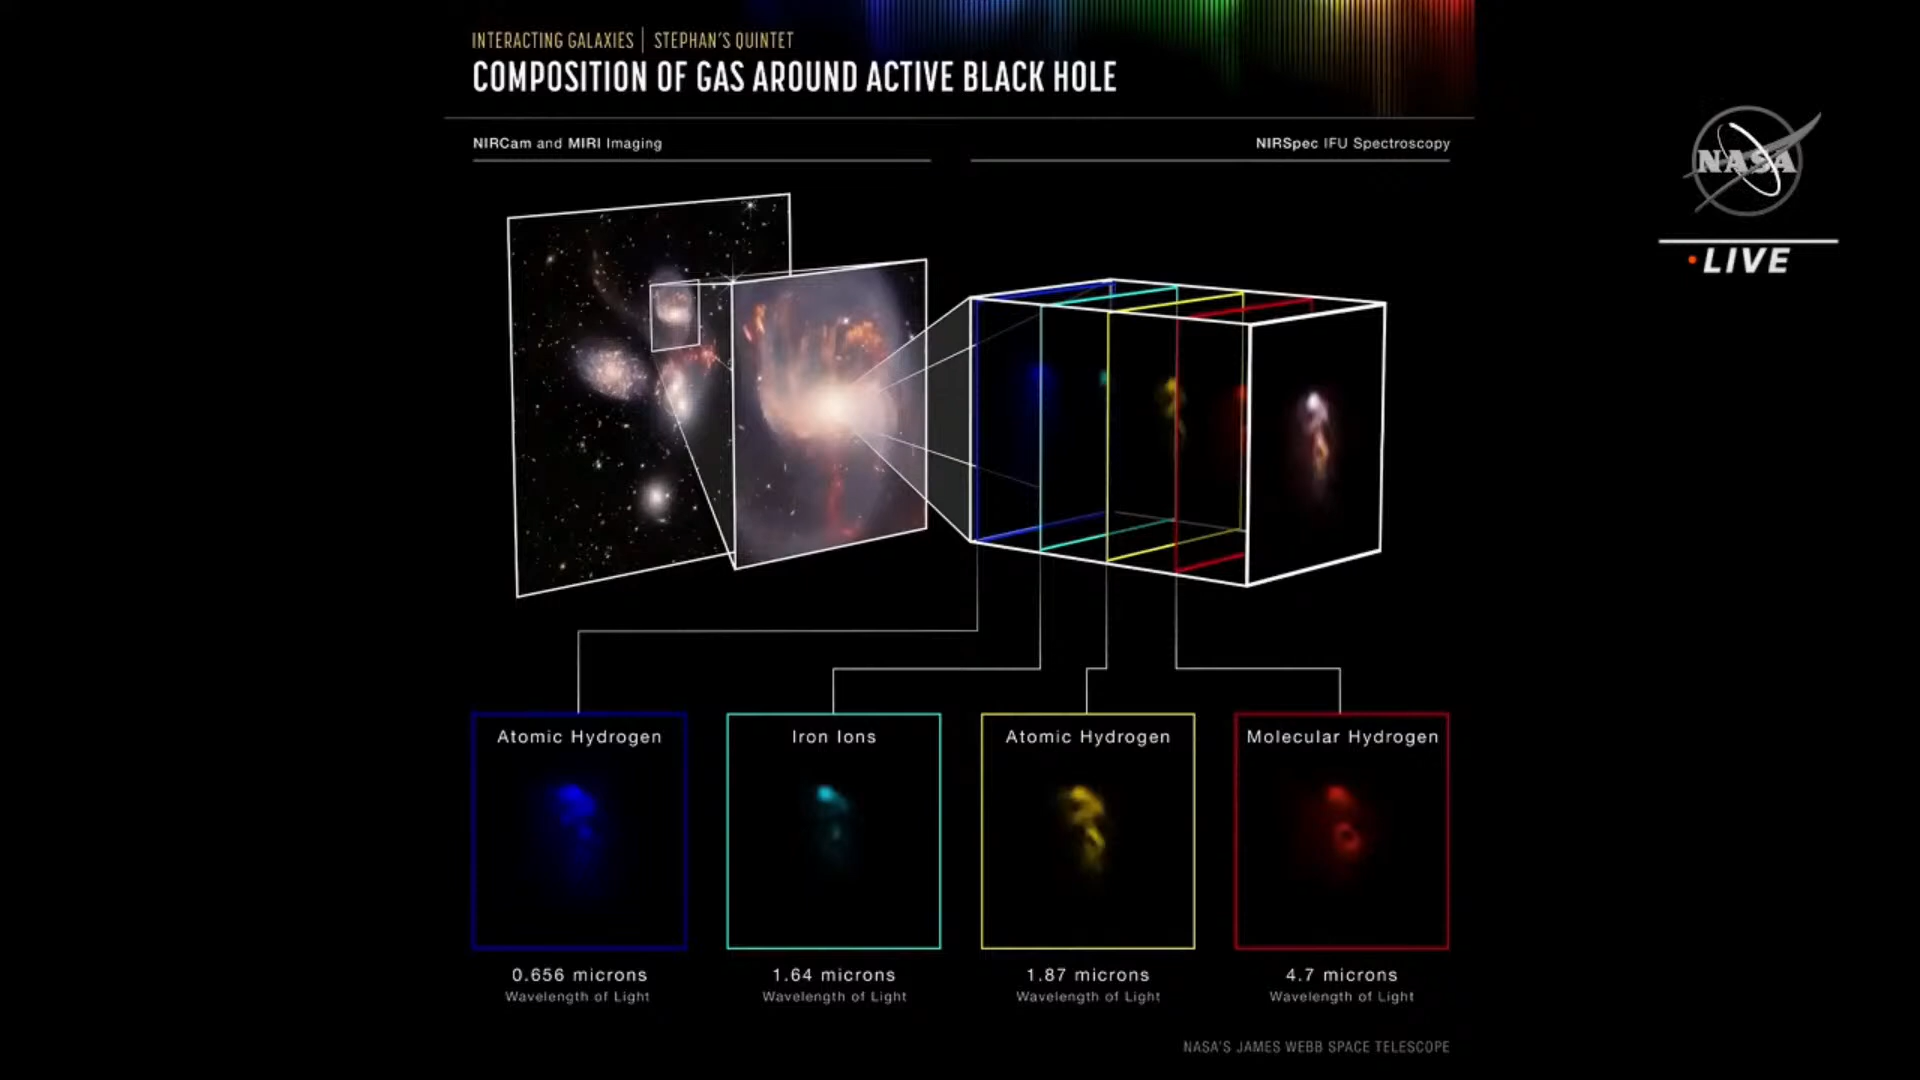 INTERACTING GALAXIES | STEPHAN'S QUINTET
COMPOSITION OF GAS AROUND ACTIVE BLACK HOLE
NIRCam and MIRI Imaging
NIRSpec IFU Spectroscopy
NASA
LIVE
Atomic Hydrogen
Iron Ions
Atomic Hydrogen
Molecular Hydrogen
0.656 microns
Wavelength of Light
1.64 microns
Wavelength of Light
1.87 microns
Wavelength of Light
4.7 microns
Wavelength of Light
NASA'S JAMES WEBB SPACE TELESCOPE